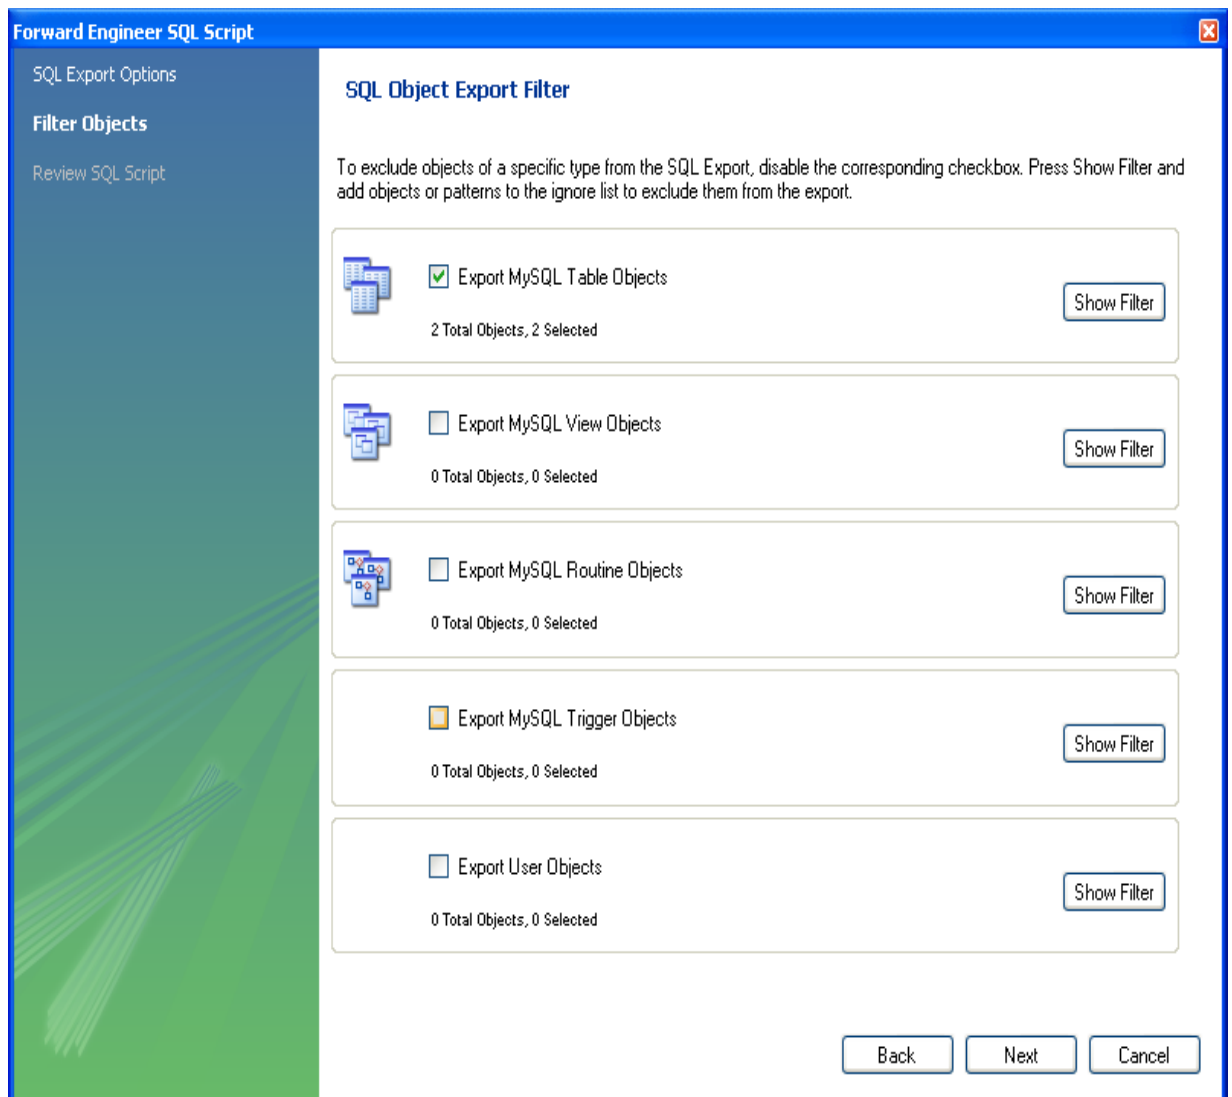 Forward Engineer SQL Script
SQL Export Options
Filter Objects
Review SQL Script
SQL Object Export Filter
To exclude objects of a specific type from the SQL Export, disable the corresponding checkbox. Press Show Filter and
add objects or patterns to the ignore list to exclude them from the export.
Export MySQL Table Objects
Show Filter
2 Total Objects, 2 Selected
Export MySQL View Objects
Show Filter
0 Total Objects, 0 Selected
Export MySQL Routine Objects
Show Filter
0 Total Objects, 0 Selected
Export MySQL Trigger Objects
Show Filter
0 Total Objects, 0 Selected
Export User Objects
Show Filter
0 Total Objects, 0 Selected
Back Next Cancel